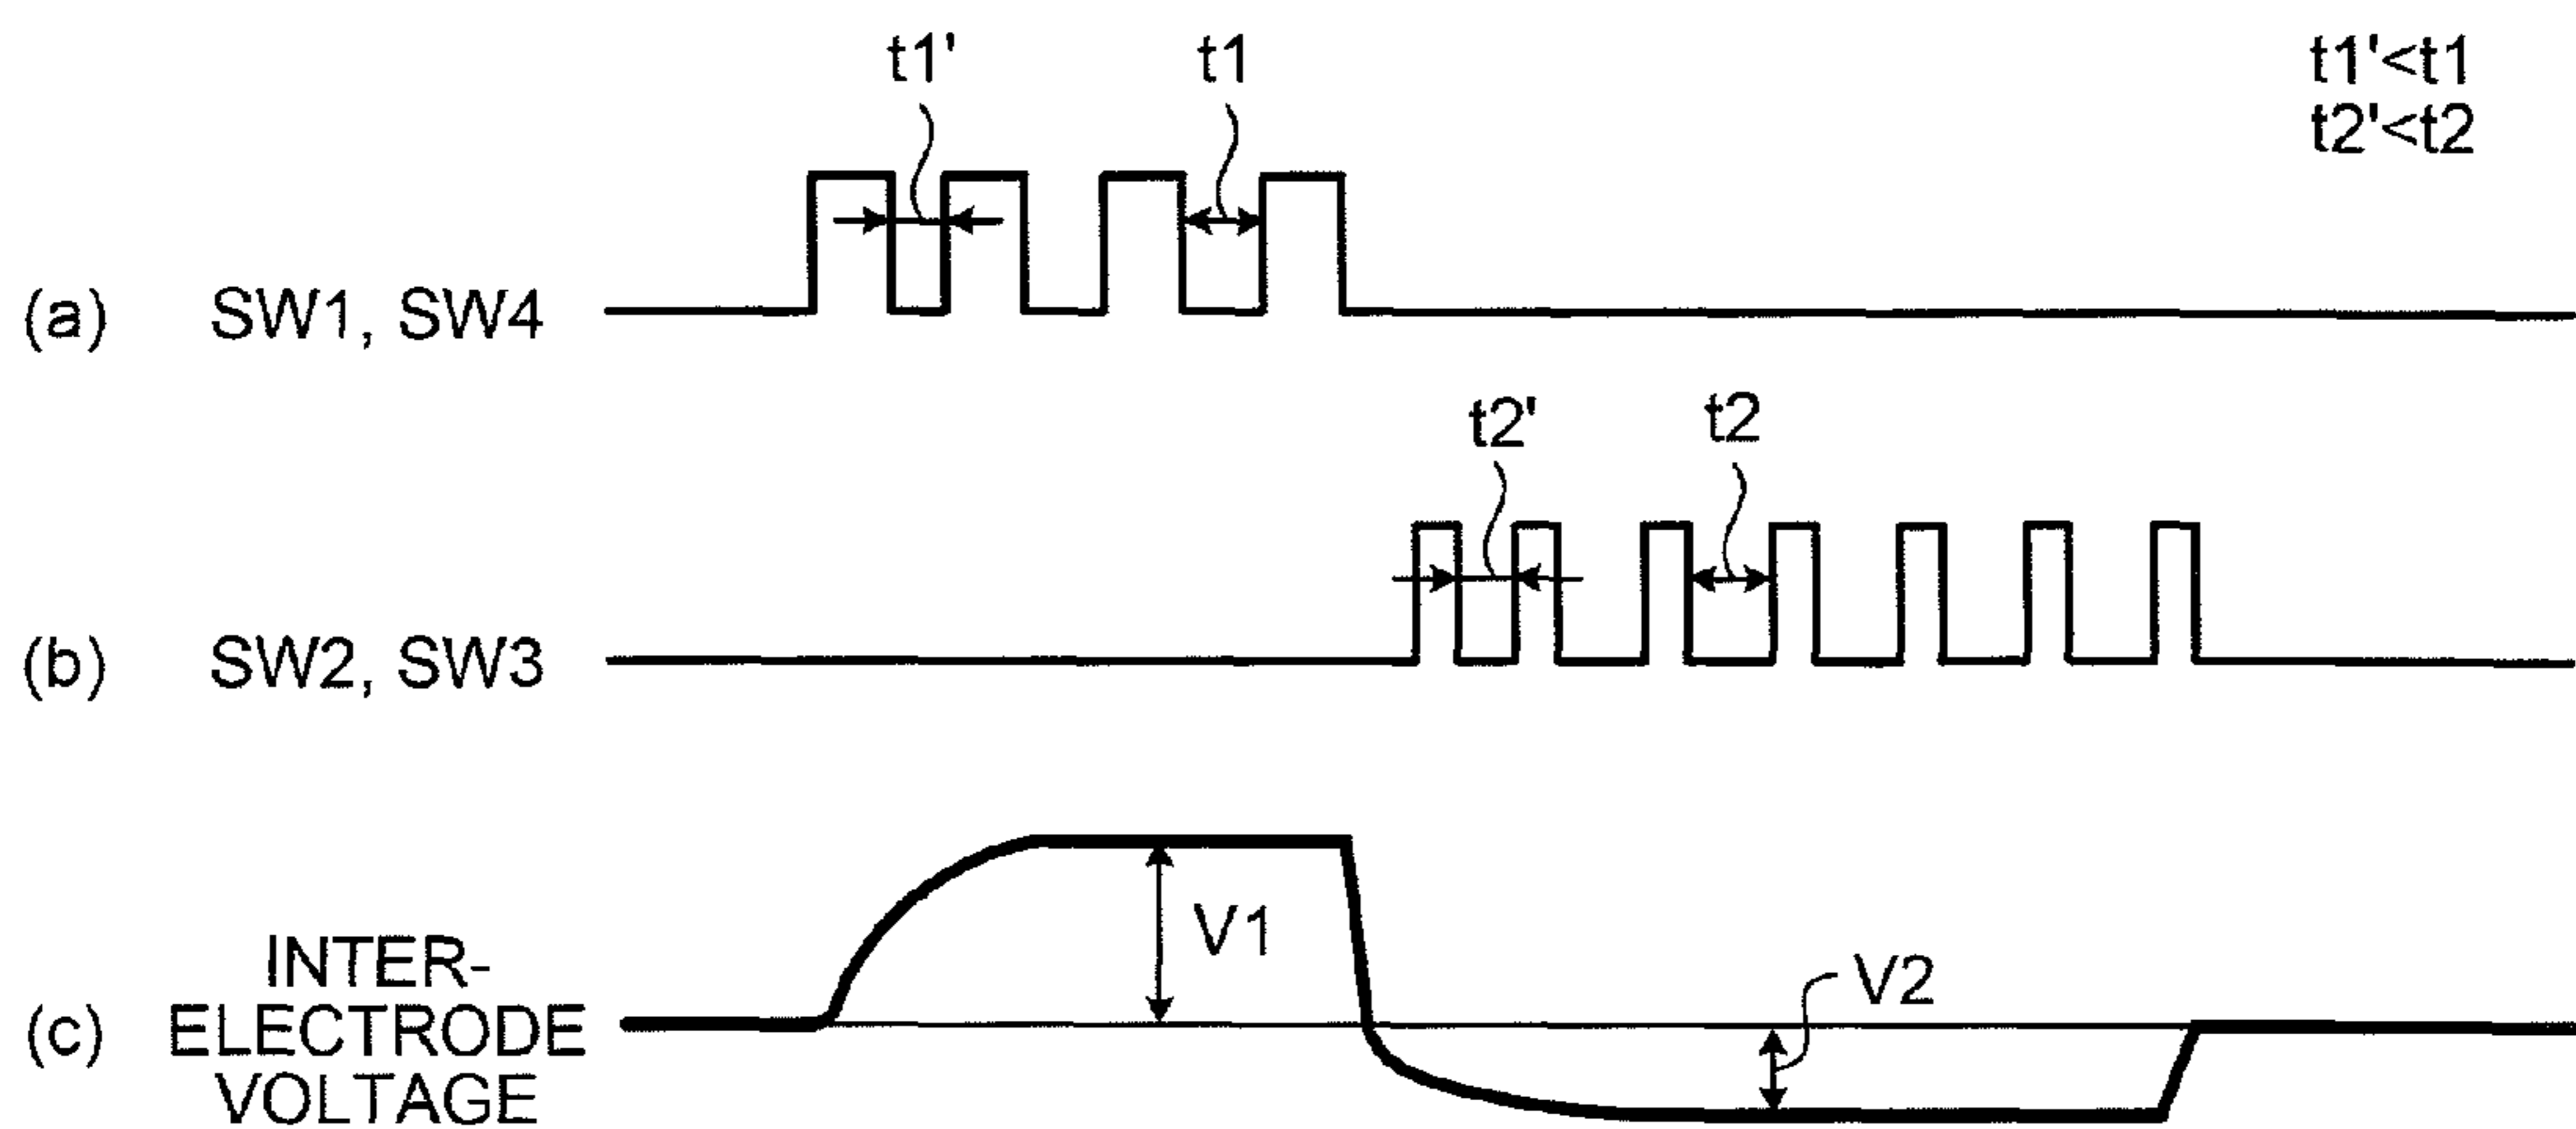 t1' t1 t1'<t1
t2'<t2
(a) SW1, SW4
t2' t2
(b) SW2, SW3
V1
V2
(c) INTER-
ELECTRODE
VOLTAGE